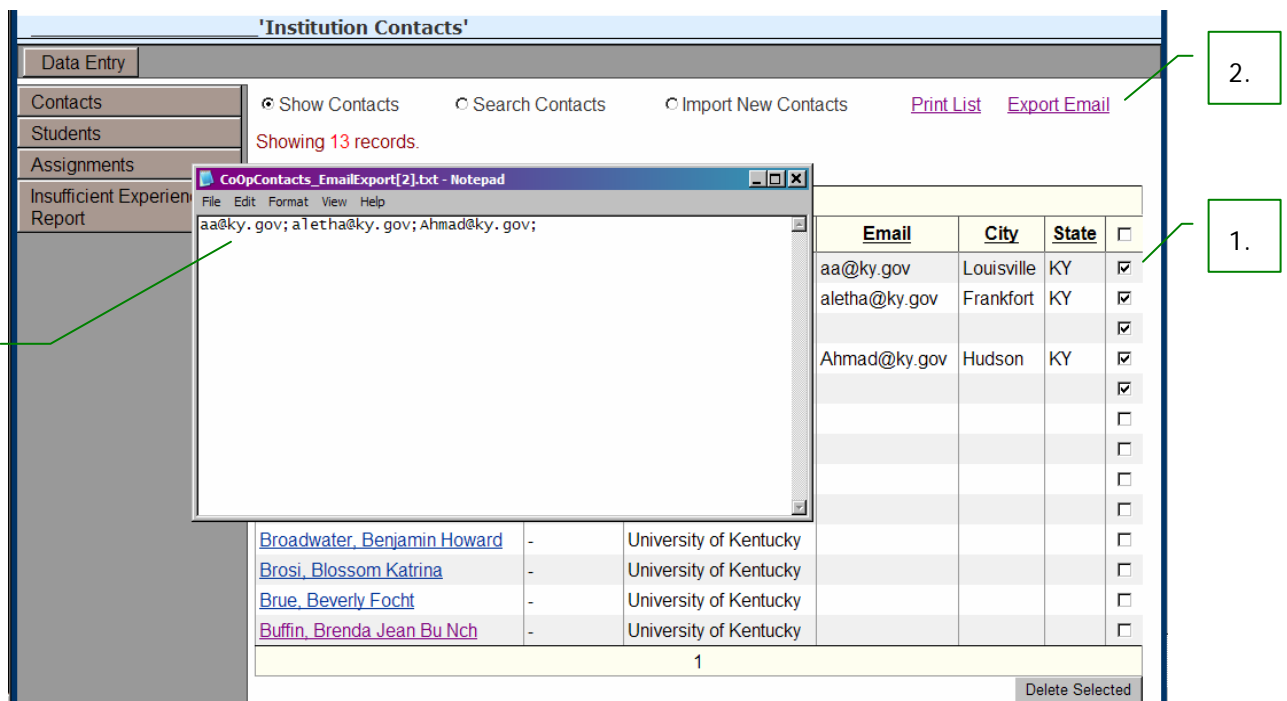 'Institution Contacts'
Data Entry
2.
Contacts
Show Contacts Search Contacts Import New Contacts Print List Export Email
Students
Showing 13 records.
Assignments
CoOpContacts_EmailExport[2].txt - Notepad
Insufficient Experien
Report
File Edit Format View Help
aa@ky.gov;aletha@ky.gov;Ahmad@ky.gov;
Email City State
1.
aa@ky.gov Louisville KY
aletha@ky.gov Frankfort KY
Ahmad@ky.gov Hudson KY
Broadwater, Benjamin Howard - University of Kentucky
Brosi, Blossom Katrina - University of Kentucky
Brue, Beverly Focht - University of Kentucky
Buffin, Brenda Jean Bu Nch - University of Kentucky
1
Delete Selected